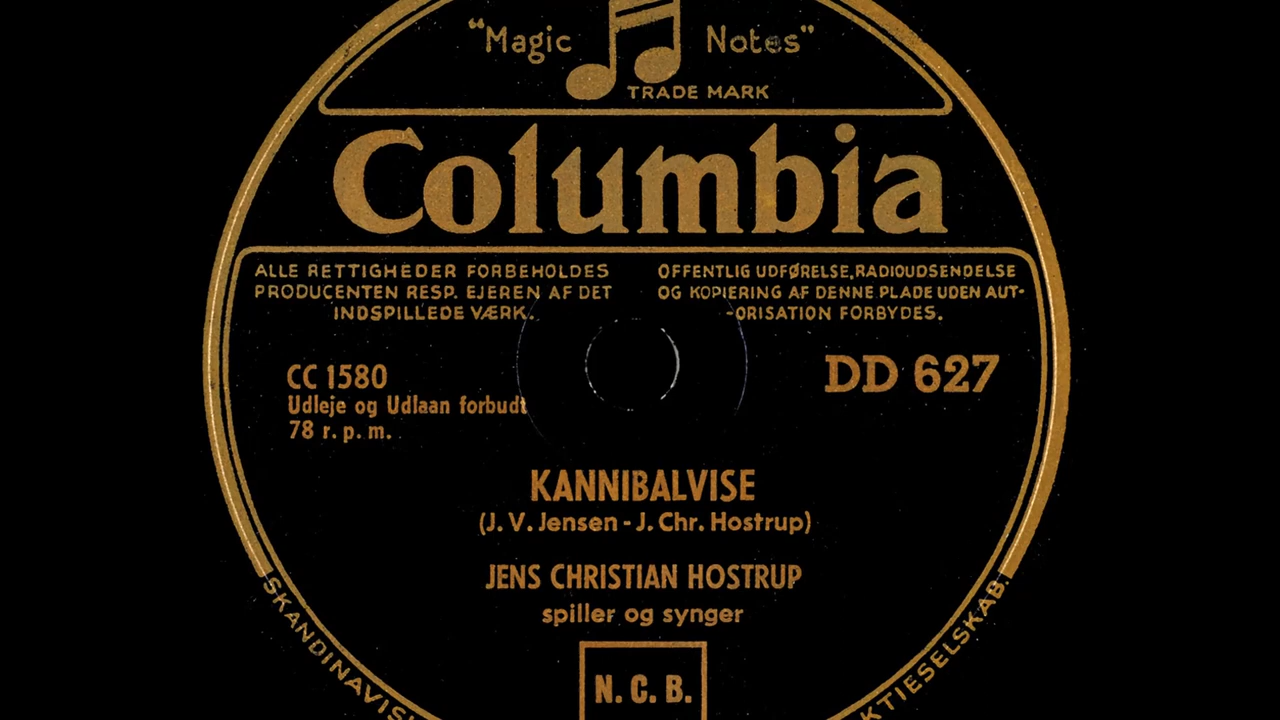 "Magic Notes"
TRADE MARK
Columbia
ALLE RETTIGHEDER FORBEHOLDES
PRODUCENTEN RESP. EJEREN AF DET
INDSPILLEDE VÆRK.
OFFENTLIG UDFØRELSE, RADIOUDSENDELSE
OG KOPIERING AF DENNE PLADE UDEN AUT-
-ORISATION FORBYDES.
CC 1580
Udleje og Udlaan forbudt
78 r. p. m.
DD 627
KANNIBALVISE
(J. V. Jensen - J. Chr. Hostrup)
JENS CHRISTIAN HOSTRUP
spiller og synger
N. C. B.